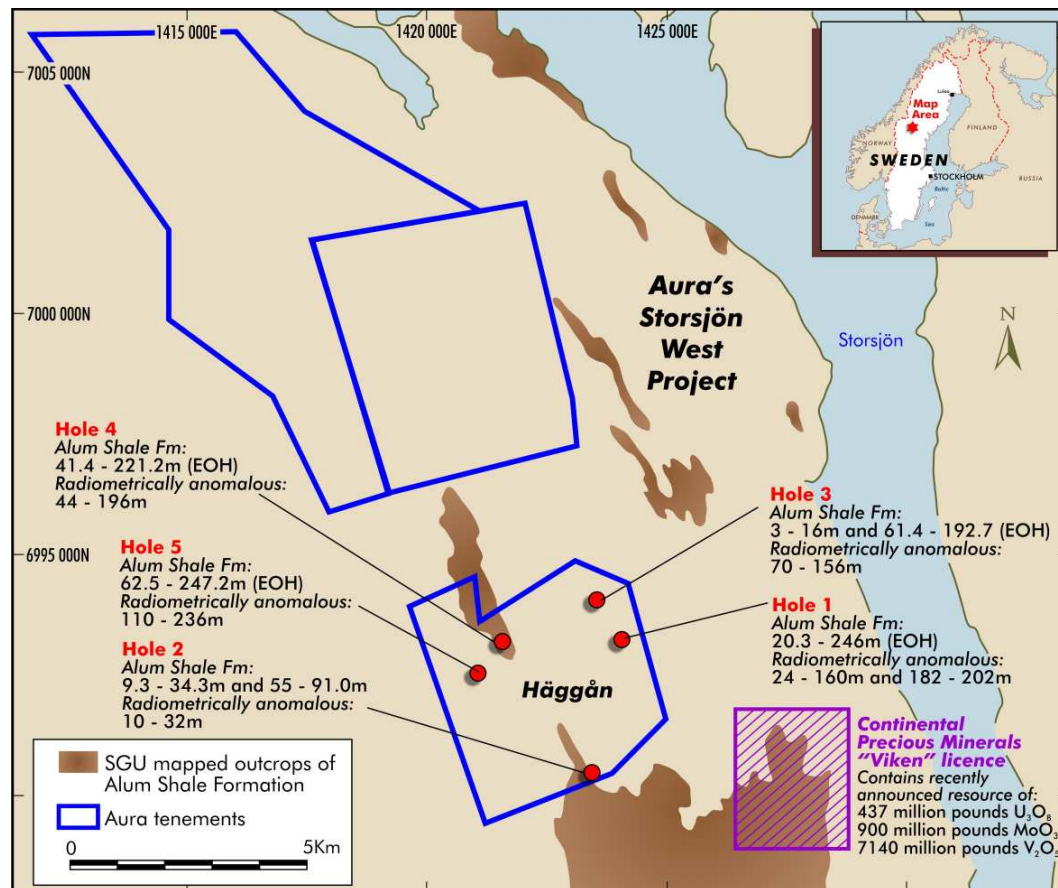 1415 000E
1420 000E
1425 000E
7005 000N
7000 000N
6995 000N
Luleå
Map
Area
NORWAY
FINLAND
SWEDEN
STOCKHOLM
RUSSIA
Baltic
Sea
DENMARK
N
Aura's
Storsjön
West
Project
Storsjön
Hole 4
Alum Shale Fm:
41.4 - 221.2m (EOH)
Radiometrically anomalous:
44 - 196m
Hole 5
Alum Shale Fm:
62.5 - 247.2m (EOH)
Radiometrically anomalous:
110 - 236m
Hole 2
Alum Shale Fm:
9.3 - 34.3m and 55 - 91.0m
Radiometrically anomalous:
10 - 32m
Hole 3
Alum Shale Fm:
3 - 16m and 61.4 - 192.7 (EOH)
Radiometrically anomalous:
70 - 156m
Hole 1
Alum Shale Fm:
20.3 - 246m (EOH)
Radiometrically anomalous:
24 - 160m and 182 - 202m
Häggån
Continental
Precious Minerals
"Viken" licence
Contains recently
announced resource of:
437 million pounds U₃O₈
900 million pounds MoO₃
7140 million pounds V₂O₅
SGU mapped outcrops of
Alum Shale Formation
Aura tenements
0 5Km